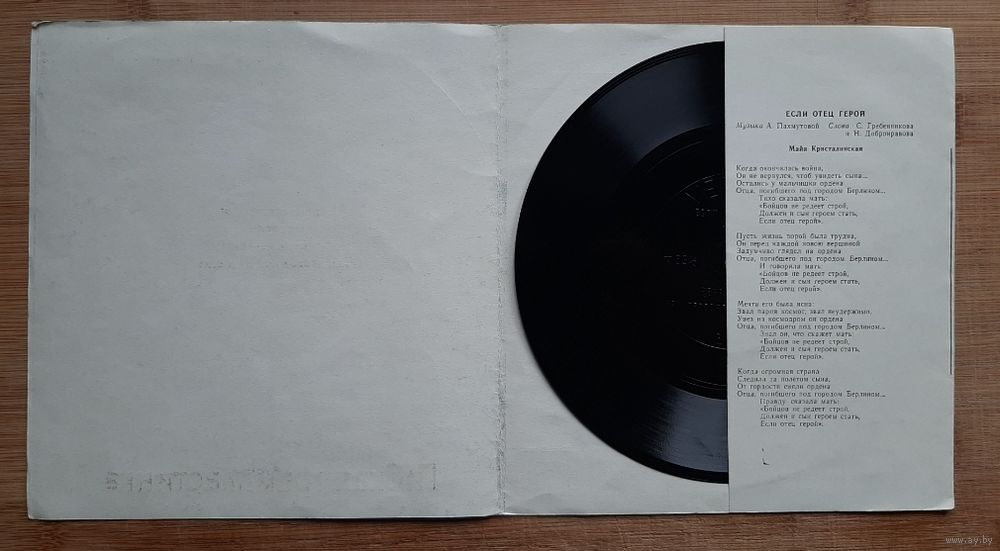 ЕСЛИ ОТЕЦ ГЕРОЙ
Музыка А. Пахмутовой Слова С. Гребенникова
и Н. Добронравова
Майя Кристалинская
Когда окончилась война,
Он не вернулся, чтоб увидеть сына...
Остались у мальчишки ордена
Отца, погибшего под городом Берлином...
Тихо сказала мать:
«Бойцов не редеет строй,
Должен и сын героем стать,
Если отец герой».
Пусть жизнь порой была трудна,
Он перед каждой новою вершиной
Задумчиво глядел на ордена
Отца, погибшего под городом Берлином...
И говорила мать:
«Бойцов не редеет строй,
Должен и сын героем стать,
Если отец герой».
Мечта его была ясна:
Звал парня космос, звал неудержимо,
Увез на космодром он ордена
Отца, погибшего под городом Берлином...
Знал он, что скажет мать:
«Бойцов не редеет строй,
Должен и сын героем стать,
Если отец герой».
Когда огромная страна
Следила за полетом сына,
От гордости сияли ордена
Отца, погибшего под городом Берлином...
Правду сказала мать:
«Бойцов не редеет строй,
Должен и сын героем стать,
Если отец герой».
www.ay.by